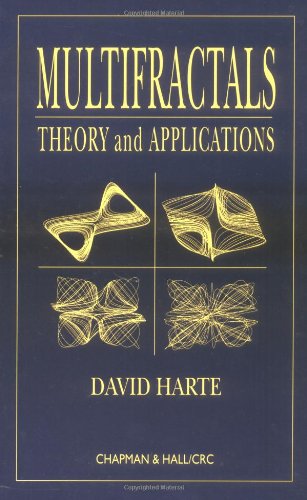 MULTIFRACTALS
THEORY and APPLICATIONS
DAVID HARTE
CHAPMAN & HALL/CRC